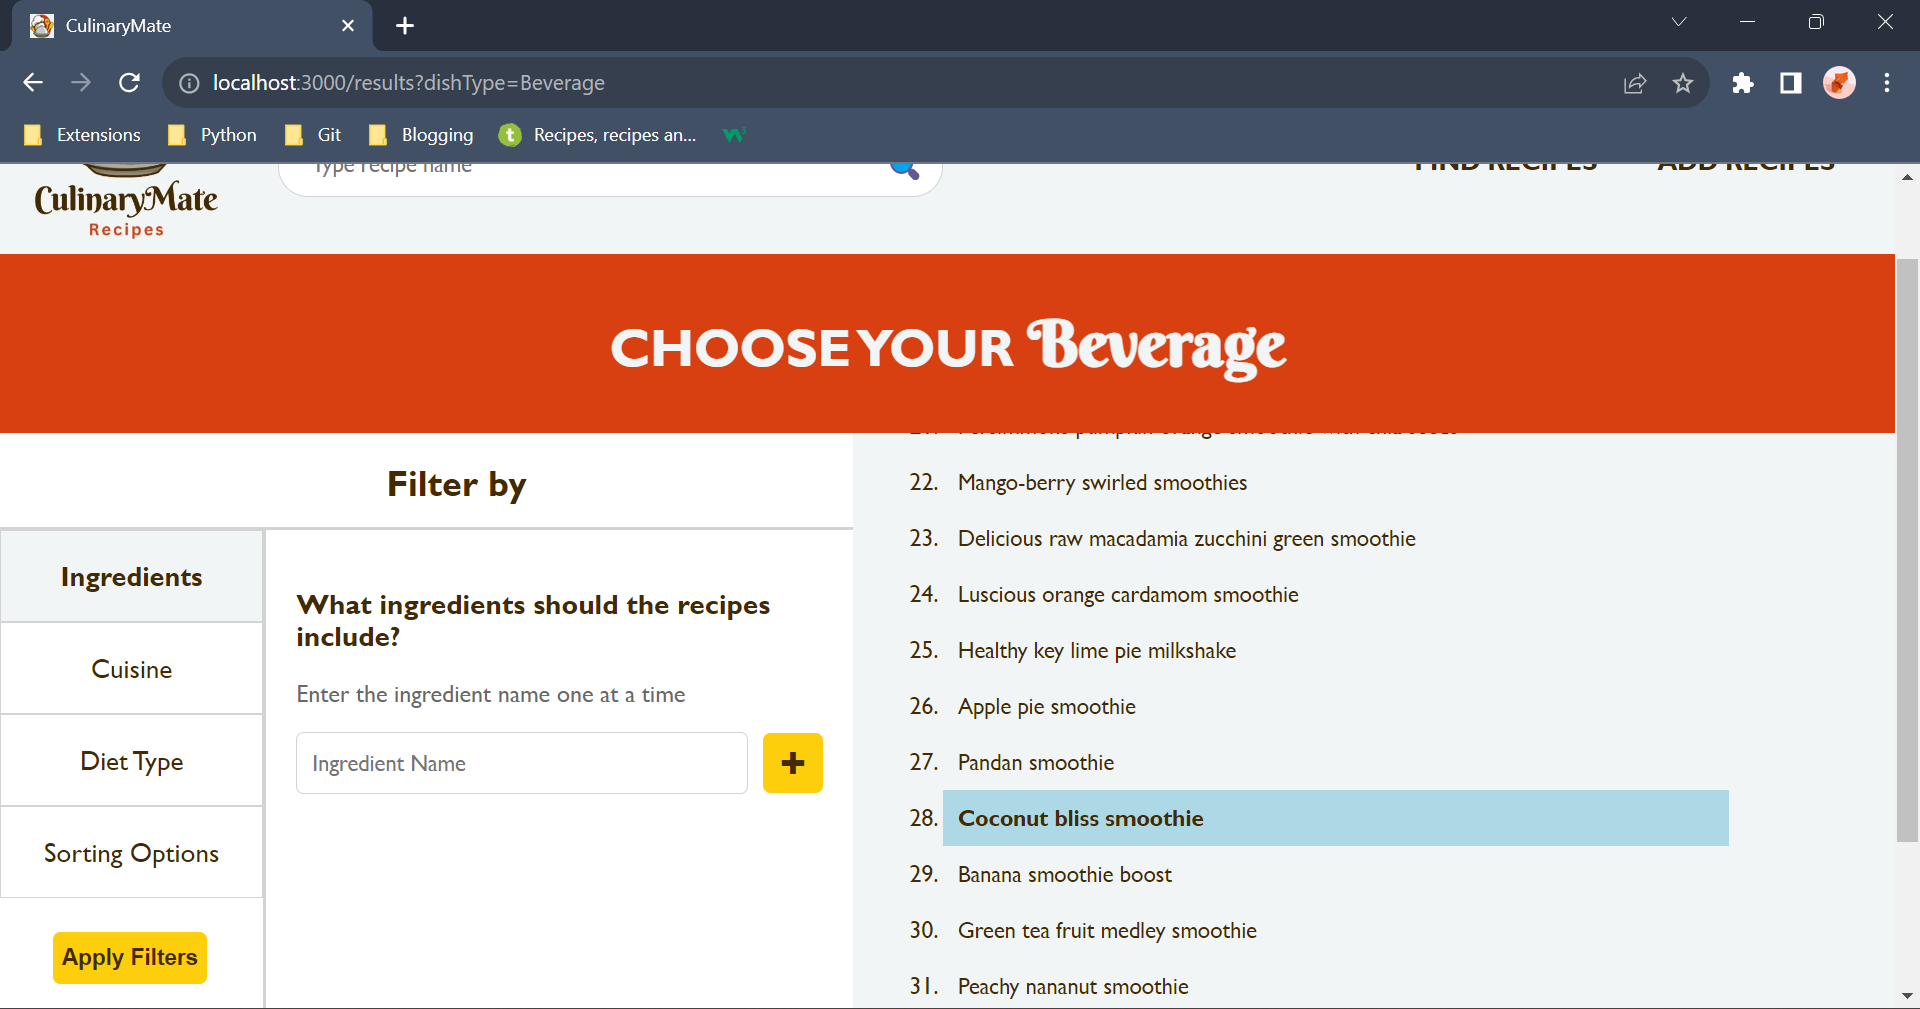 CulinaryMate
localhost:3000/results?dishType=Beverage
Extensions
Python
Git
Blogging
Recipes, recipes an...
CulinaryMate
Recipes
Type recipe name
FIND RECIPES
ADD RECIPES
CHOOSE YOUR Beverage
Filter by
Ingredients
Cuisine
Diet Type
Sorting Options
Apply Filters
What ingredients should the recipes
include?
Enter the ingredient name one at a time
Ingredient Name
+
22. Mango-berry swirled smoothies
23. Delicious raw macadamia zucchini green smoothie
24. Luscious orange cardamom smoothie
25. Healthy key lime pie milkshake
26. Apple pie smoothie
27. Pandan smoothie
28. Coconut bliss smoothie
29. Banana smoothie boost
30. Green tea fruit medley smoothie
31. Peachy nananut smoothie